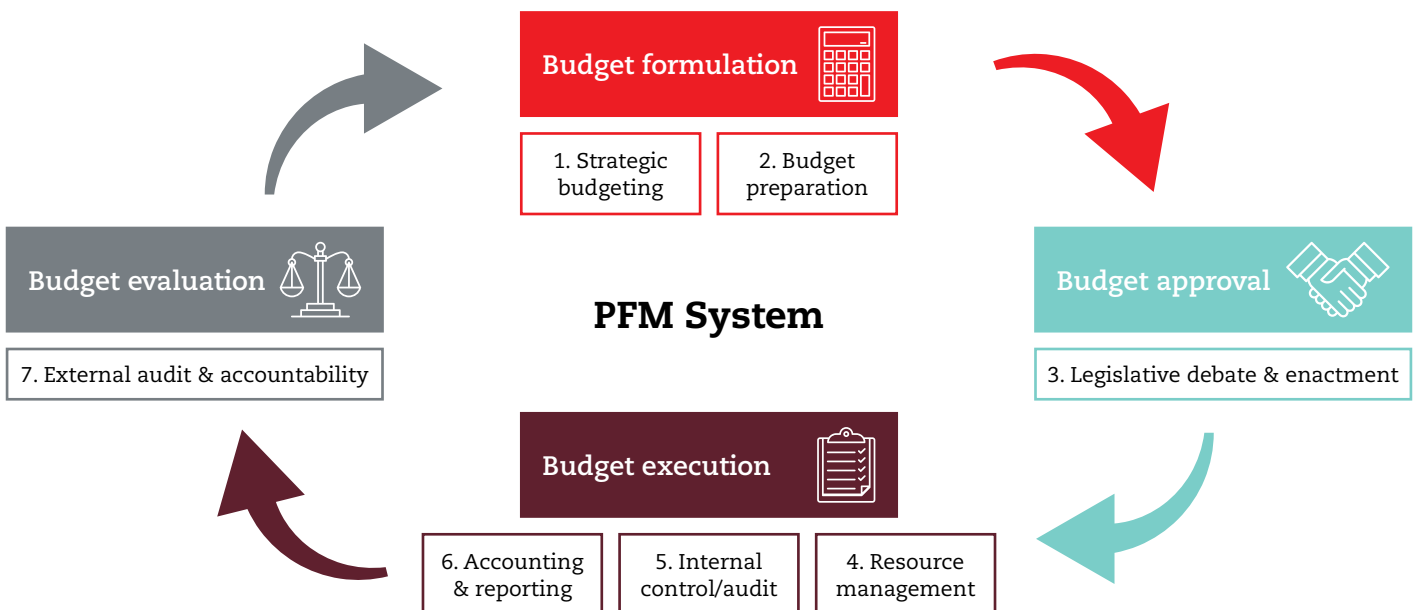 Budget formulation
1. Strategic
budgeting
2. Budget
preparation
Budget evaluation
7. External audit & accountability
PFM System
Budget approval
3. Legislative debate & enactment
Budget execution
6. Accounting
& reporting
5. Internal
control/audit
4. Resource
management